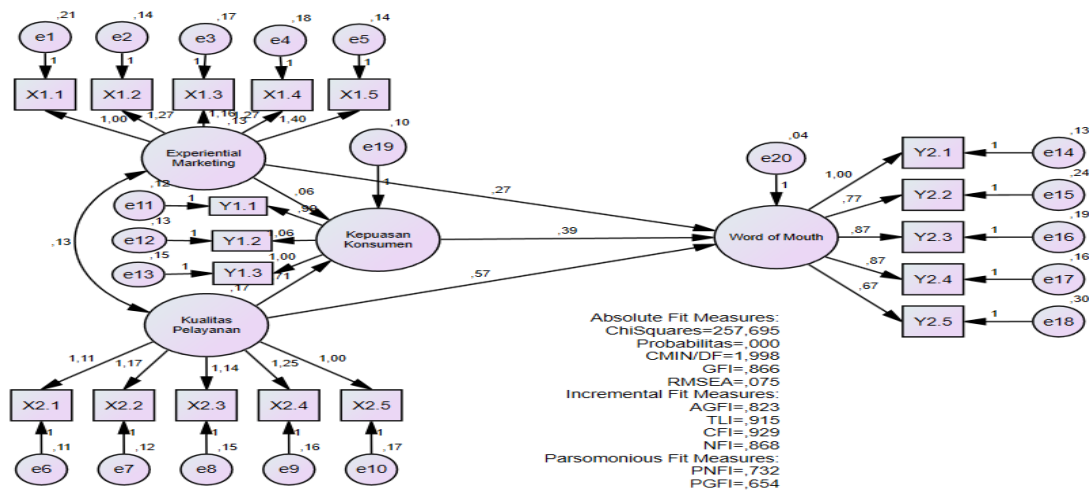 ,21
,14
,17
,18
,14
e1
e2
e3
e4
e5
1
1
1
1
1
X1.1
X1.2
X1.3
X1.4
X1.5
1,00
1,27
1,16
1,27
1,40
,13
Experiential
Marketing
,10
e19
1
,04
e20
1
,12
e11
1
Y1.1
,06
,27
,13
e12
1
Y1.2
Kepuasan
Konsumen
,39
Word of Mouth
,13
,15
e13
1
Y1.3
1,00
,71
,17
,57
Kualitas
Pelayanan
1,00
,77
,87
,87
,67
Y2.1
1
e14
,13
Y2.2
1
e15
,24
Y2.3
1
e16
,19
Y2.4
1
e17
,16
Y2.5
1
e18
,30
1,11
1,17
1,14
1,25
1,00
X2.1
X2.2
X2.3
X2.4
X2.5
1
1
1
1
1
,11
,12
,15
,16
,17
e6
e7
e8
e9
e10
Absolute Fit Measures:
ChiSquares=257,695
Probabilitas=,000
CMIN/DF=1,998
GFI=,866
RMSEA=,075
Incremental Fit Measures:
AGFI=,823
TLI=,915
CFI=,929
NFI=,868
Parsomonious Fit Measures:
PNFI=,732
PGFI=,654